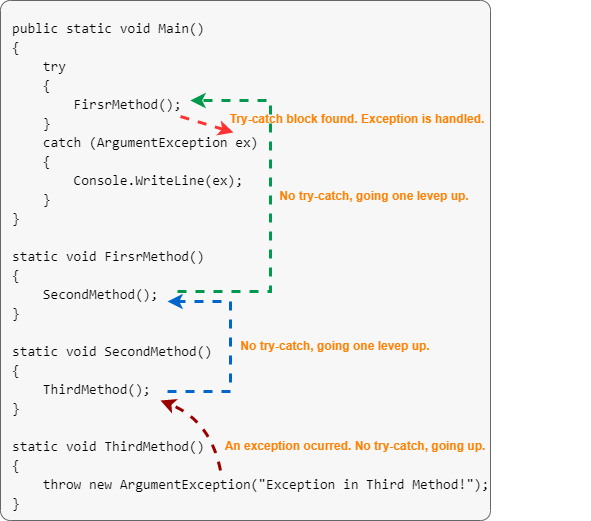 public static void Main()
{
    try
    {
        FirsrMethod();
    }
Try-catch block found. Exception is handled.
    catch (ArgumentException ex)
    {
        Console.WriteLine(ex);
No try-catch, going one levep up.
    }
}
static void FirsrMethod()
{
    SecondMethod();
}
No try-catch, going one levep up.
static void SecondMethod()
{
    ThirdMethod();
}
static void ThirdMethod()
An exception ocurred. No try-catch, going up.
{
    throw new ArgumentException("Exception in Third Method!");
}